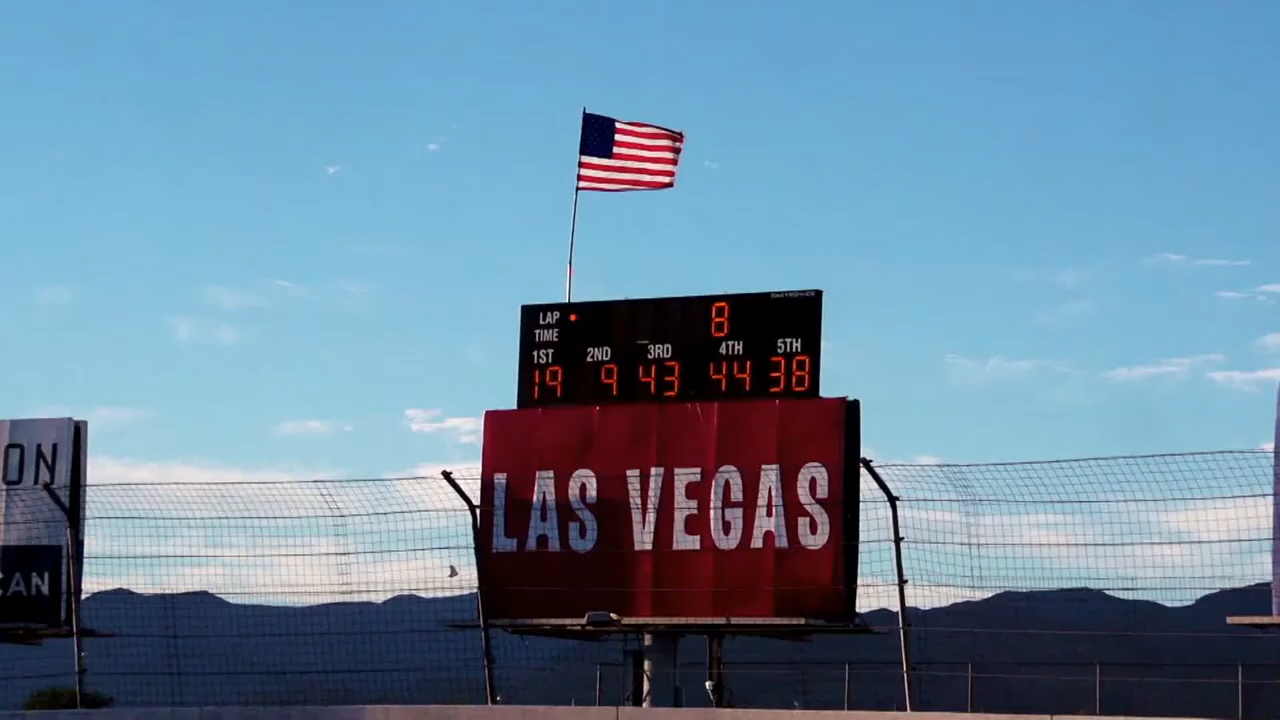 LAP
8
TIME
1ST 2ND 3RD 4TH 5TH
19 9 43 44 38
LAS VEGAS
ON
CAN